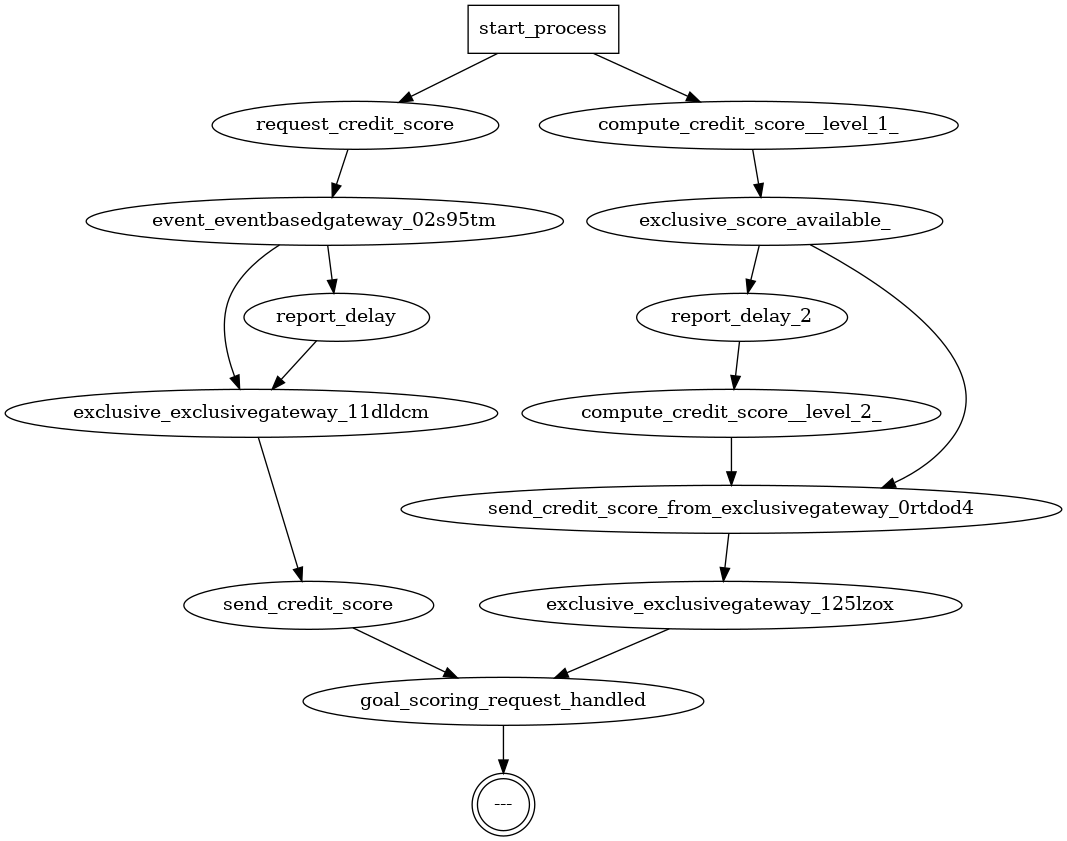 start_process
request_credit_score
compute_credit_score__level_1_
event_eventbasedgateway_02s95tm
exclusive_score_available_
report_delay
report_delay_2
exclusive_exclusivegateway_11dldcm
compute_credit_score__level_2_
send_credit_score_from_exclusivegateway_0rtdod4
send_credit_score
exclusive_exclusivegateway_125lzox
goal_scoring_request_handled
---